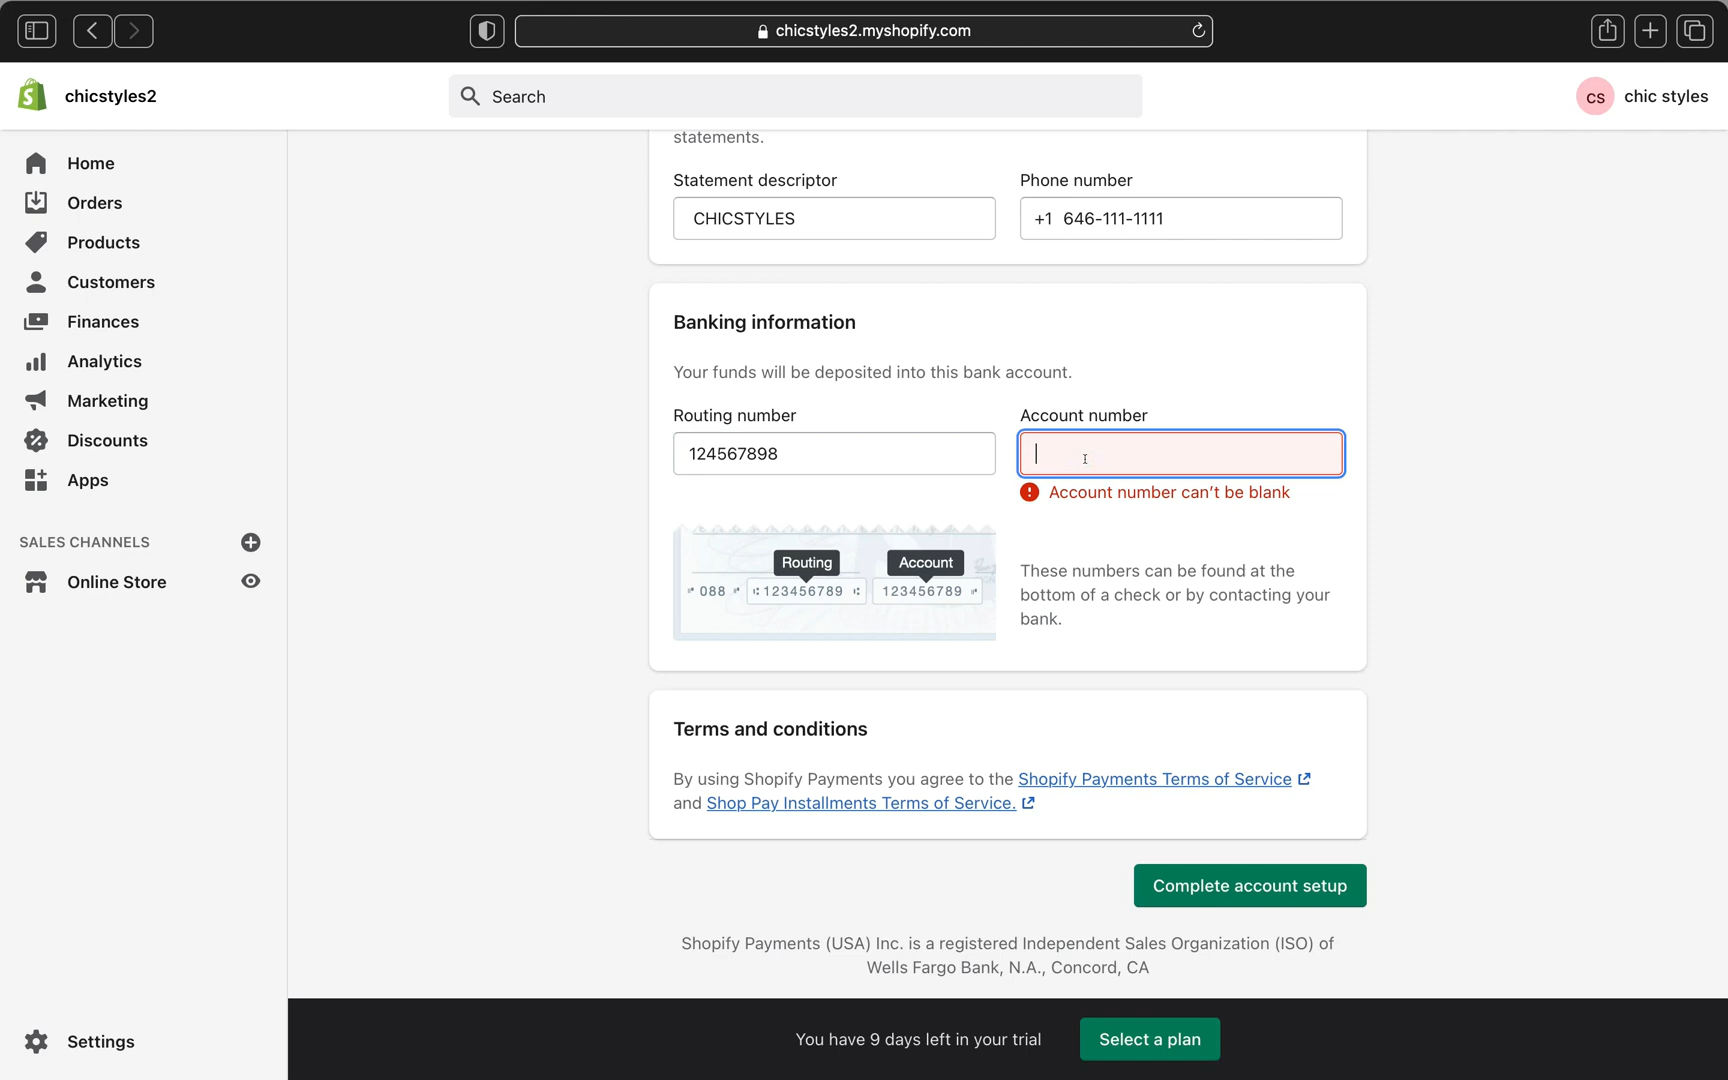 chicstyles2.myshopify.com
chicstyles2
Search
CS chic styles
Home
Orders
Products
Customers
Finances
Analytics
Marketing
Discounts
Apps
SALES CHANNELS
Online Store
Settings
statements.
Statement descriptor
Phone number
CHICSTYLES
+1 646-111-1111
Banking information
Your funds will be deposited into this bank account.
Routing number
Account number
124567898
Account number can't be blank
Routing
Account
⑈ 088 ⑈ ⑆ 123456789 ⑆ 123456789 ⑈
These numbers can be found at the
bottom of a check or by contacting your
bank.
Terms and conditions
By using Shopify Payments you agree to the Shopify Payments Terms of Service
and Shop Pay Installments Terms of Service.
Complete account setup
Shopify Payments (USA) Inc. is a registered Independent Sales Organization (ISO) of
Wells Fargo Bank, N.A., Concord, CA
You have 9 days left in your trial
Select a plan